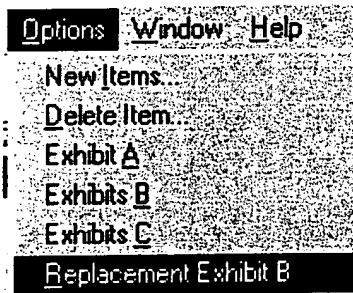 Options Window Help
New Items...
Delete Item...
Exhibit A
Exhibits B
Exhibits C
Replacement Exhibit B